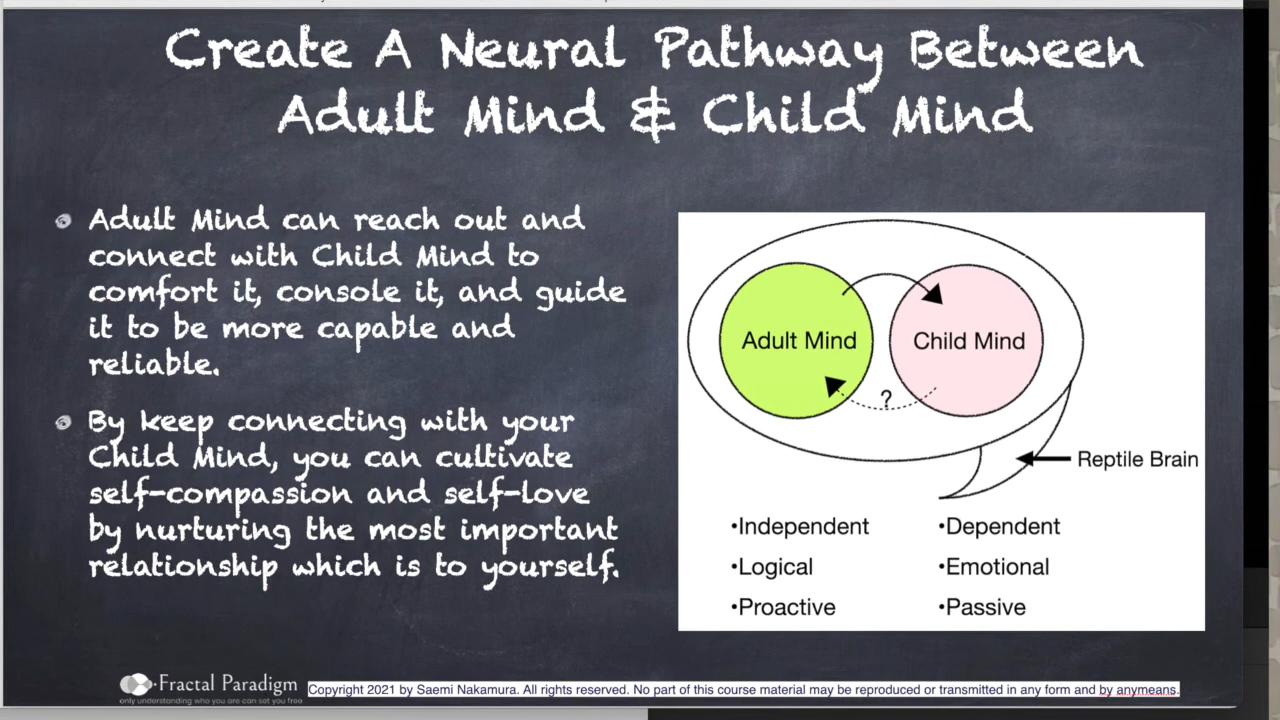 Create A Neural Pathway Between
Adult Mind & Child Mind
Adult Mind can reach out and
connect with Child Mind to
comfort it, console it, and guide
it to be more capable and
reliable.
By keep connecting with your
Child Mind, you can cultivate
self-compassion and self-love
by nurturing the most important
relationship which is to yourself.
Adult Mind
Child Mind
?
Reptile Brain
•Independent
•Logical
•Proactive
•Dependent
•Emotional
•Passive
Fractal Paradigm
only understanding who you are can set you free
Copyright 2021 by Saemi Nakamura. All rights reserved. No part of this course material may be reproduced or transmitted in any form and by anymeans.